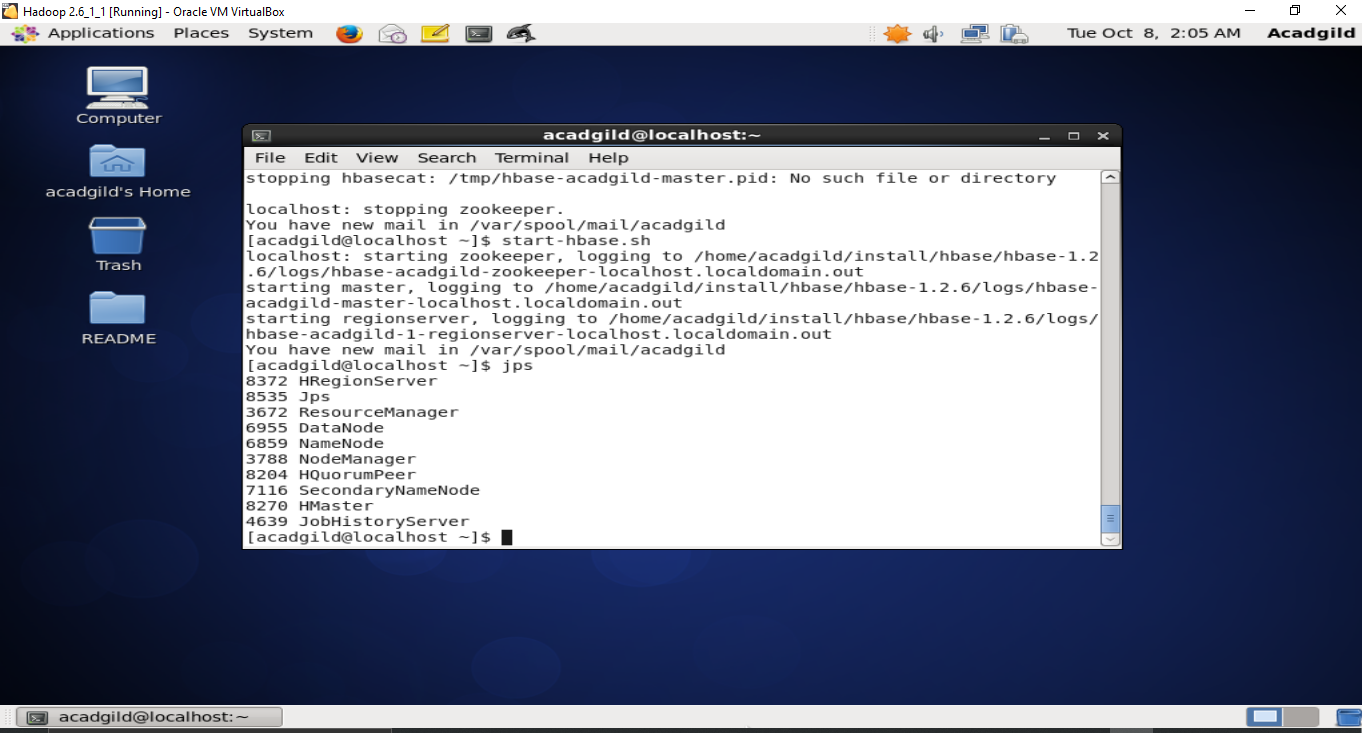 Hadoop 2.6_1_1 [Running] - Oracle VM VirtualBox
Applications Places System Tue Oct 8, 2:05 AM Acadgild
Computer
acadgild's Home
Trash
README
acadgild@localhost:~
File Edit View Search Terminal Help
stopping hbasecat: /tmp/hbase-acadgild-master.pid: No such file or directory
localhost: stopping zookeeper.
You have new mail in /var/spool/mail/acadgild
[acadgild@localhost ~]$ start-hbase.sh
localhost: starting zookeeper, logging to /home/acadgild/install/hbase/hbase-1.2
.6/logs/hbase-acadgild-zookeeper-localhost.localdomain.out
starting master, logging to /home/acadgild/install/hbase/hbase-1.2.6/logs/hbase-
acadgild-master-localhost.localdomain.out
starting regionserver, logging to /home/acadgild/install/hbase/hbase-1.2.6/logs/
hbase-acadgild-1-regionserver-localhost.localdomain.out
You have new mail in /var/spool/mail/acadgild
[acadgild@localhost ~]$ jps
8372 HRegionServer
8535 Jps
3672 ResourceManager
6955 DataNode
6859 NameNode
3788 NodeManager
8204 HQuorumPeer
7116 SecondaryNameNode
8270 HMaster
4639 JobHistoryServer
[acadgild@localhost ~]$
acadgild@localhost:~